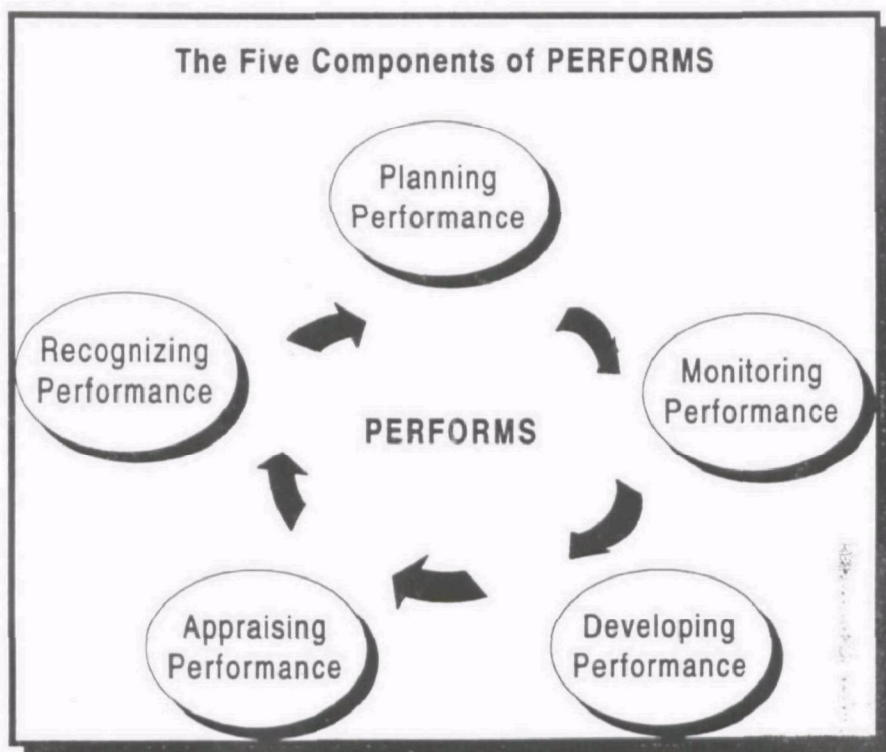 The Five Components of PERFORMS
Planning
Performance
Monitoring
Performance
Developing
Performance
Appraising
Performance
Recognizing
Performance
PERFORMS